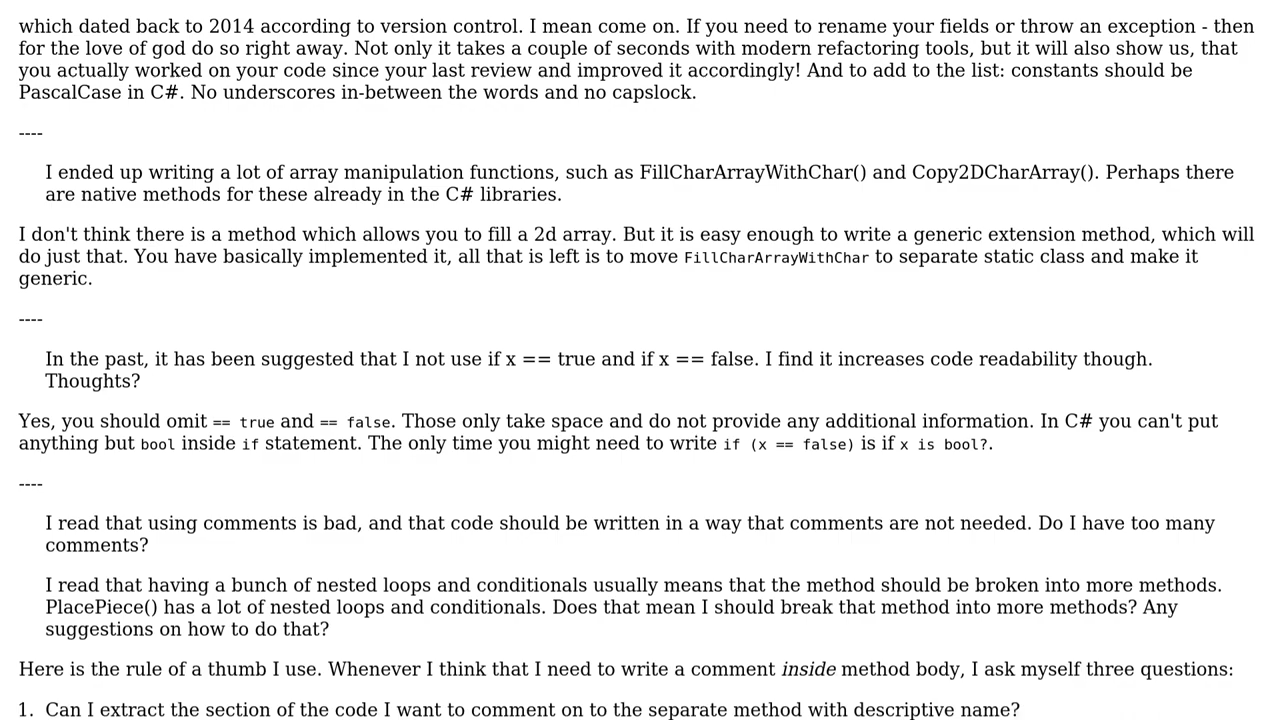 which dated back to 2014 according to version control. I mean come on. If you need to rename your fields or throw an exception - then
for the love of god do so right away. Not only it takes a couple of seconds with modern refactoring tools, but it will also show us, that
you actually worked on your code since your last review and improved it accordingly! And to add to the list: constants should be
PascalCase in C#. No underscores in-between the words and no capslock.
----
I ended up writing a lot of array manipulation functions, such as FillCharArrayWithChar() and Copy2DCharArray(). Perhaps there
are native methods for these already in the C# libraries.
I don't think there is a method which allows you to fill a 2d array. But it is easy enough to write a generic extension method, which will
do just that. You have basically implemented it, all that is left is to move FillCharArrayWithChar to separate static class and make it
generic.
----
In the past, it has been suggested that I not use if x == true and if x == false. I find it increases code readability though.
Thoughts?
Yes, you should omit == true and == false. Those only take space and do not provide any additional information. In C# you can't put
anything but bool inside if statement. The only time you might need to write if (x == false) is if x is bool?.
----
I read that using comments is bad, and that code should be written in a way that comments are not needed. Do I have too many
comments?
I read that having a bunch of nested loops and conditionals usually means that the method should be broken into more methods.
PlacePiece() has a lot of nested loops and conditionals. Does that mean I should break that method into more methods? Any
suggestions on how to do that?
Here is the rule of a thumb I use. Whenever I think that I need to write a comment inside method body, I ask myself three questions:
1. Can I extract the section of the code I want to comment on to the separate method with descriptive name?